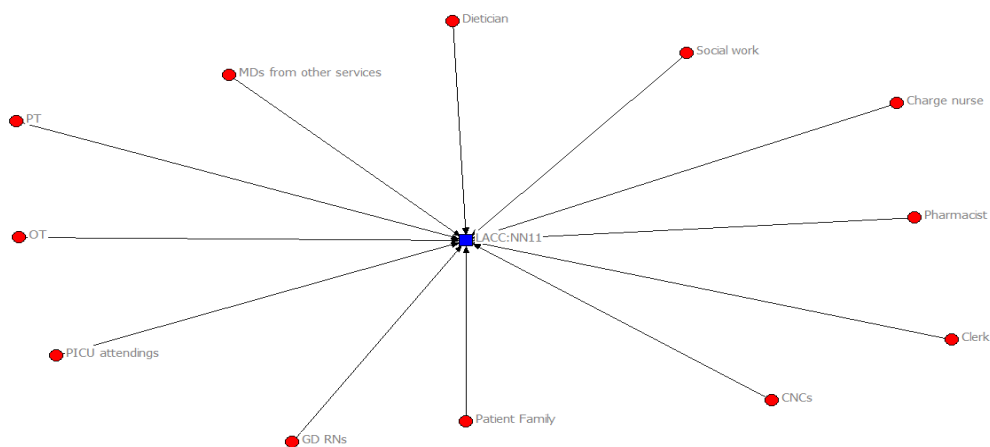 Dietician
Social work
MDs from other services
Charge nurse
PT
Pharmacist
OT
LACC:NN11
Clerk
PICU attendings
CNCs
Patient Family
GD RNs